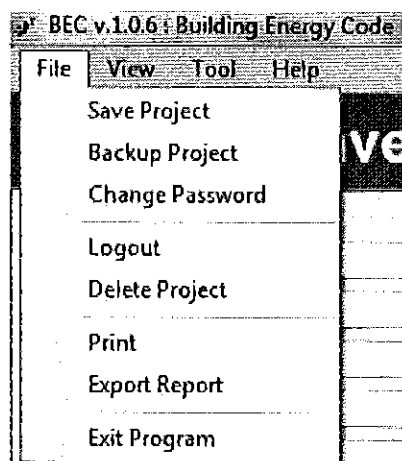 BEC v.1.0.6 : Building Energy Code
File View Tool Help
ve
Save Project
Backup Project
Change Password
Logout
Delete Project
Print
Export Report
Exit Program